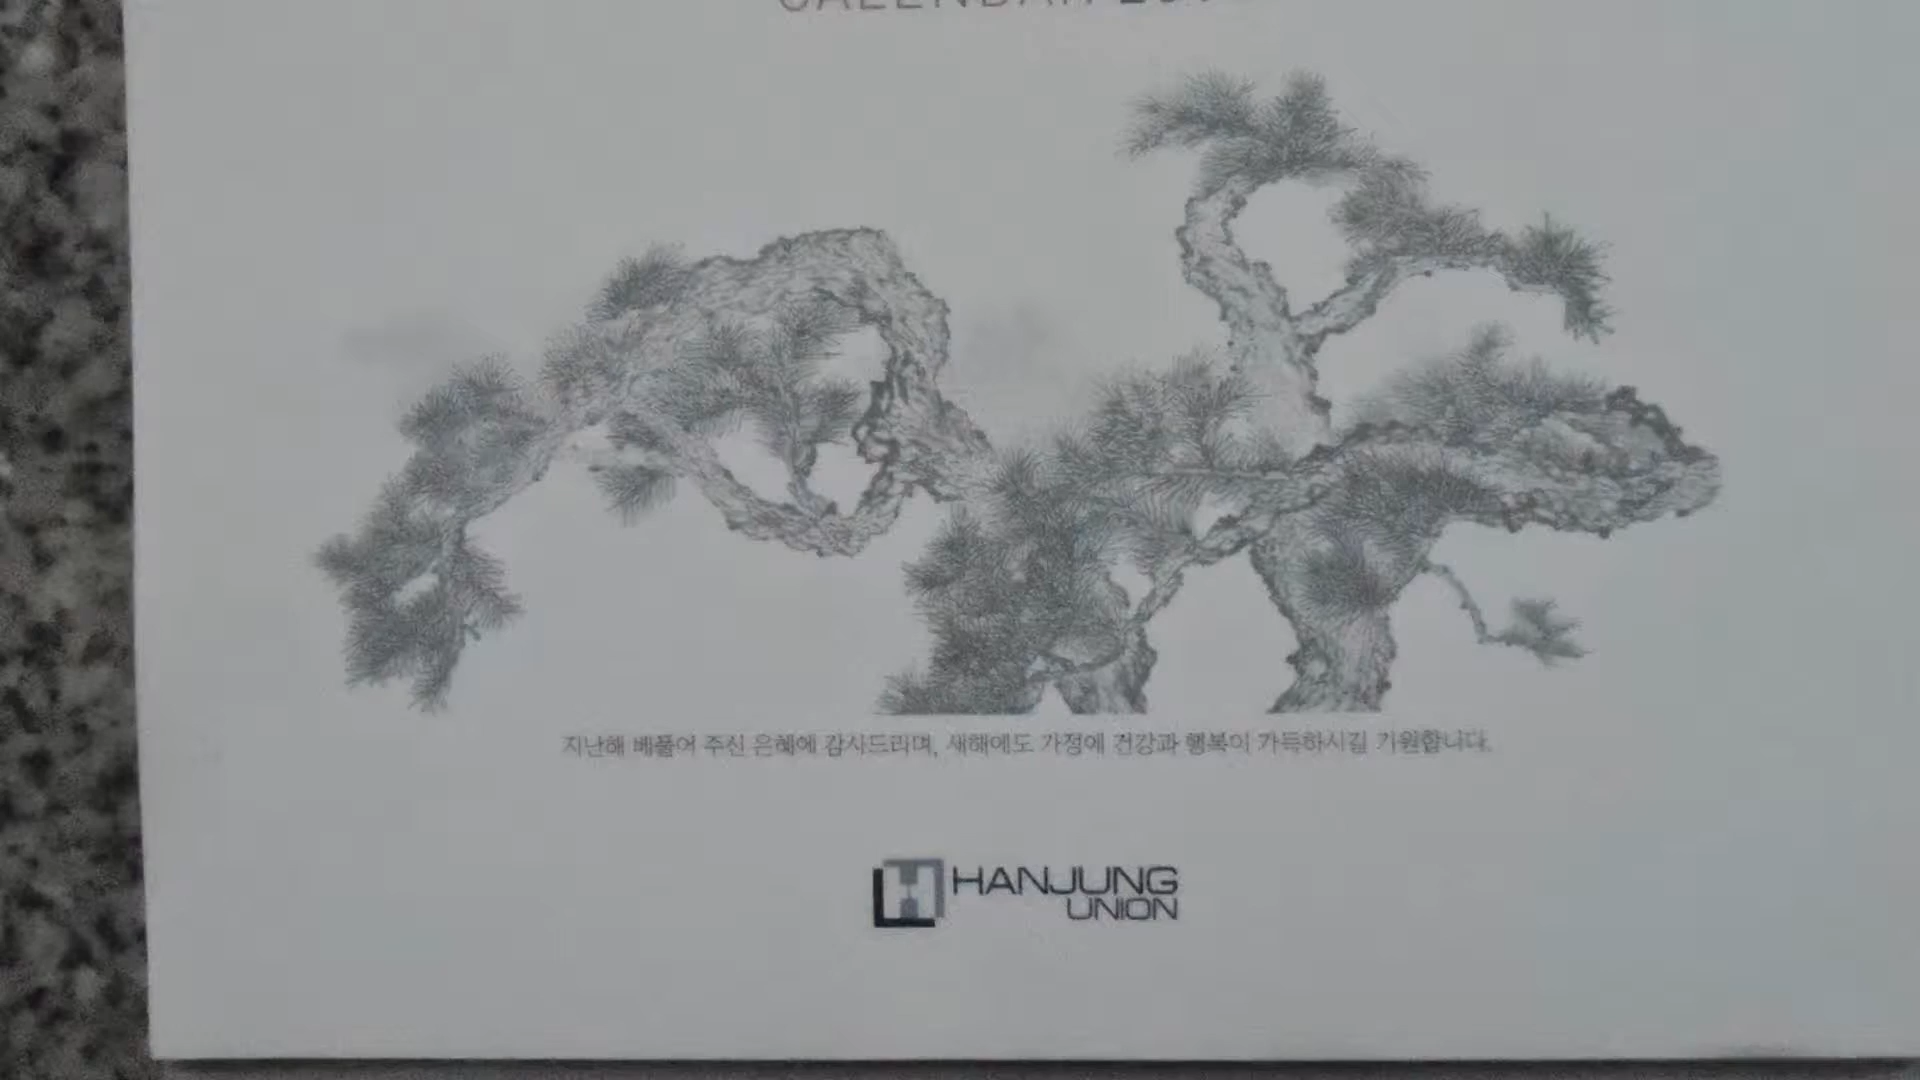 CALENDAR
지난해 베풀어 주신 은혜에 감사드리며, 새해에도 가정에 건강과 행복이 가득하시길 기원합니다.
HANJUNG
UNION